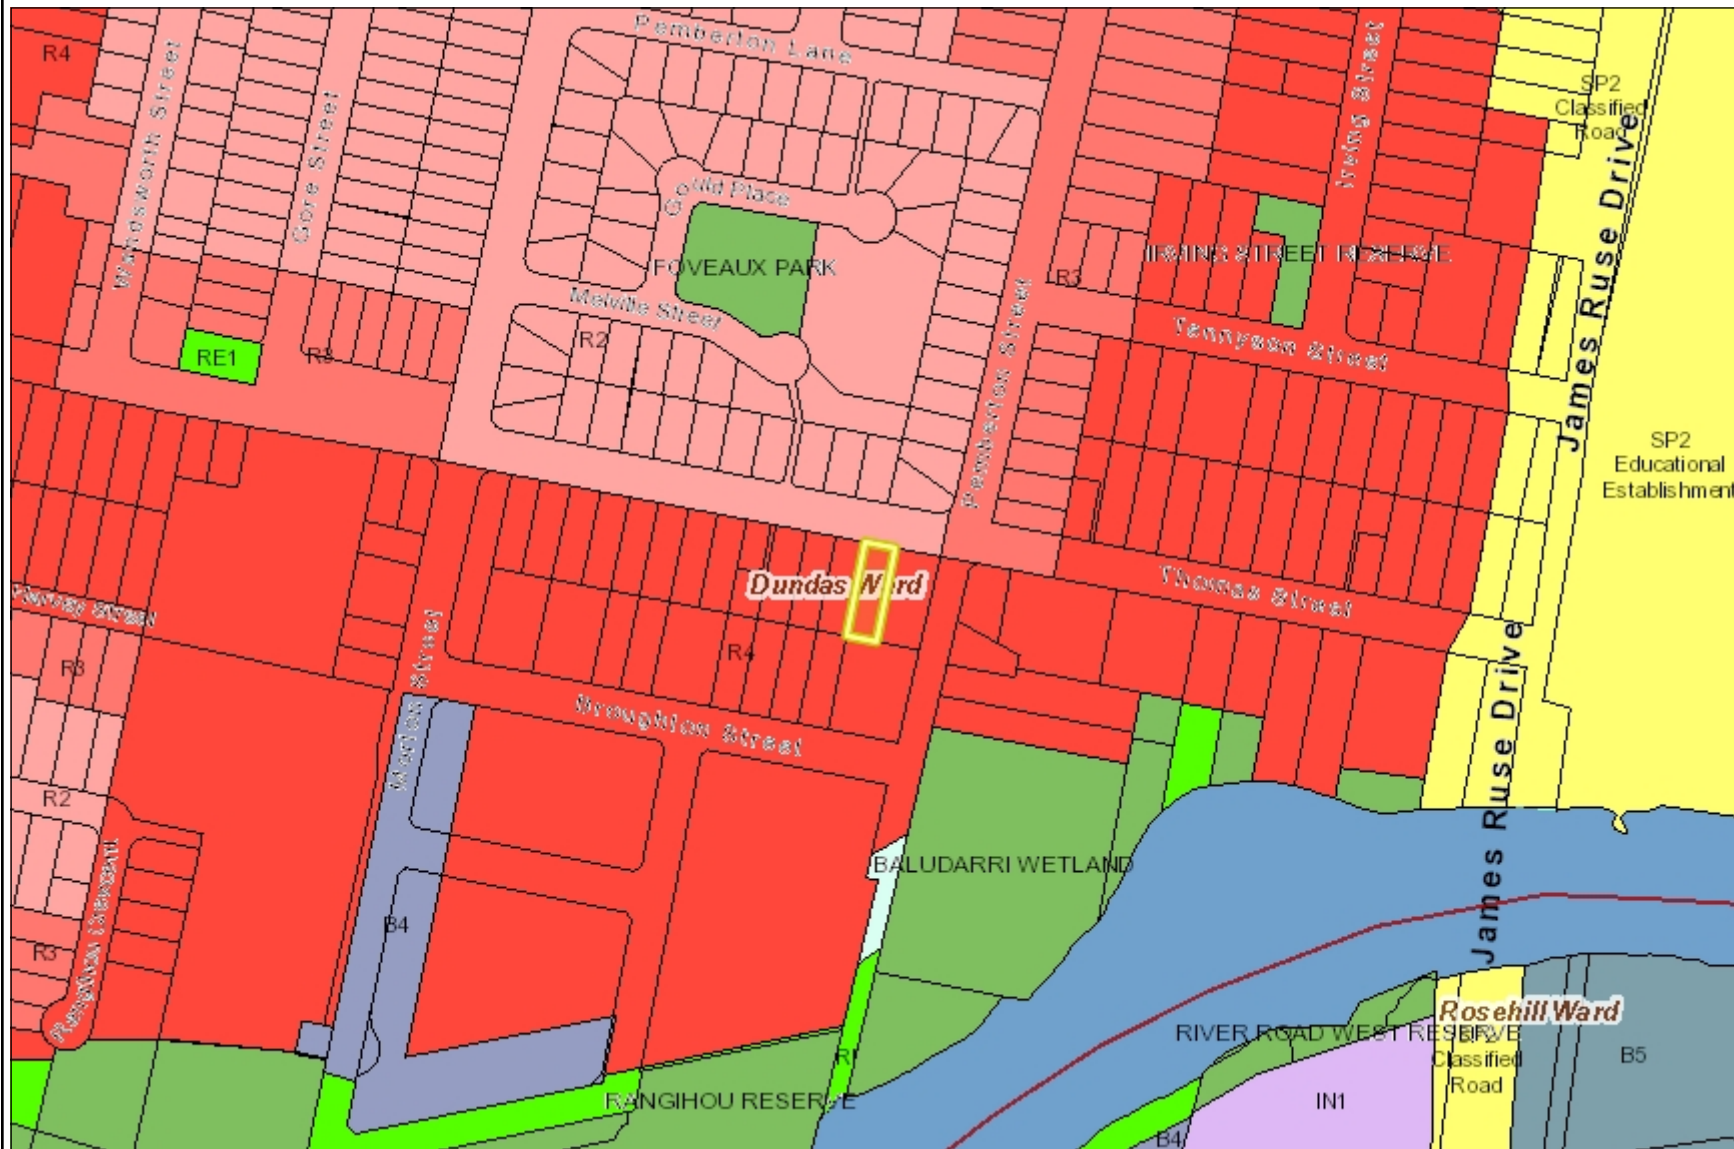 Pemberton Lane
R4
Wandsworth Street
Gore Street
Irving Street
SP2
Classified
Road
James Ruse Drive
Gould Place
FOVEAUX PARK
IRVING STREET RESERVE
R3
Melville Street
Pemberton Street
Tennyson Street
RE1
R3
R2
SP2
Educational
Establishment
Dundas Ward
Thomas Street
R3
R4
Morton Street
Broughton Street
James Ruse Drive
R2
BALUDARRI WETLAND
B4
R3
Rosehill Ward
RIVER ROAD WEST RESERVE
Classified
Road
B5
RANGIHOU RESERVE
IN1
B4